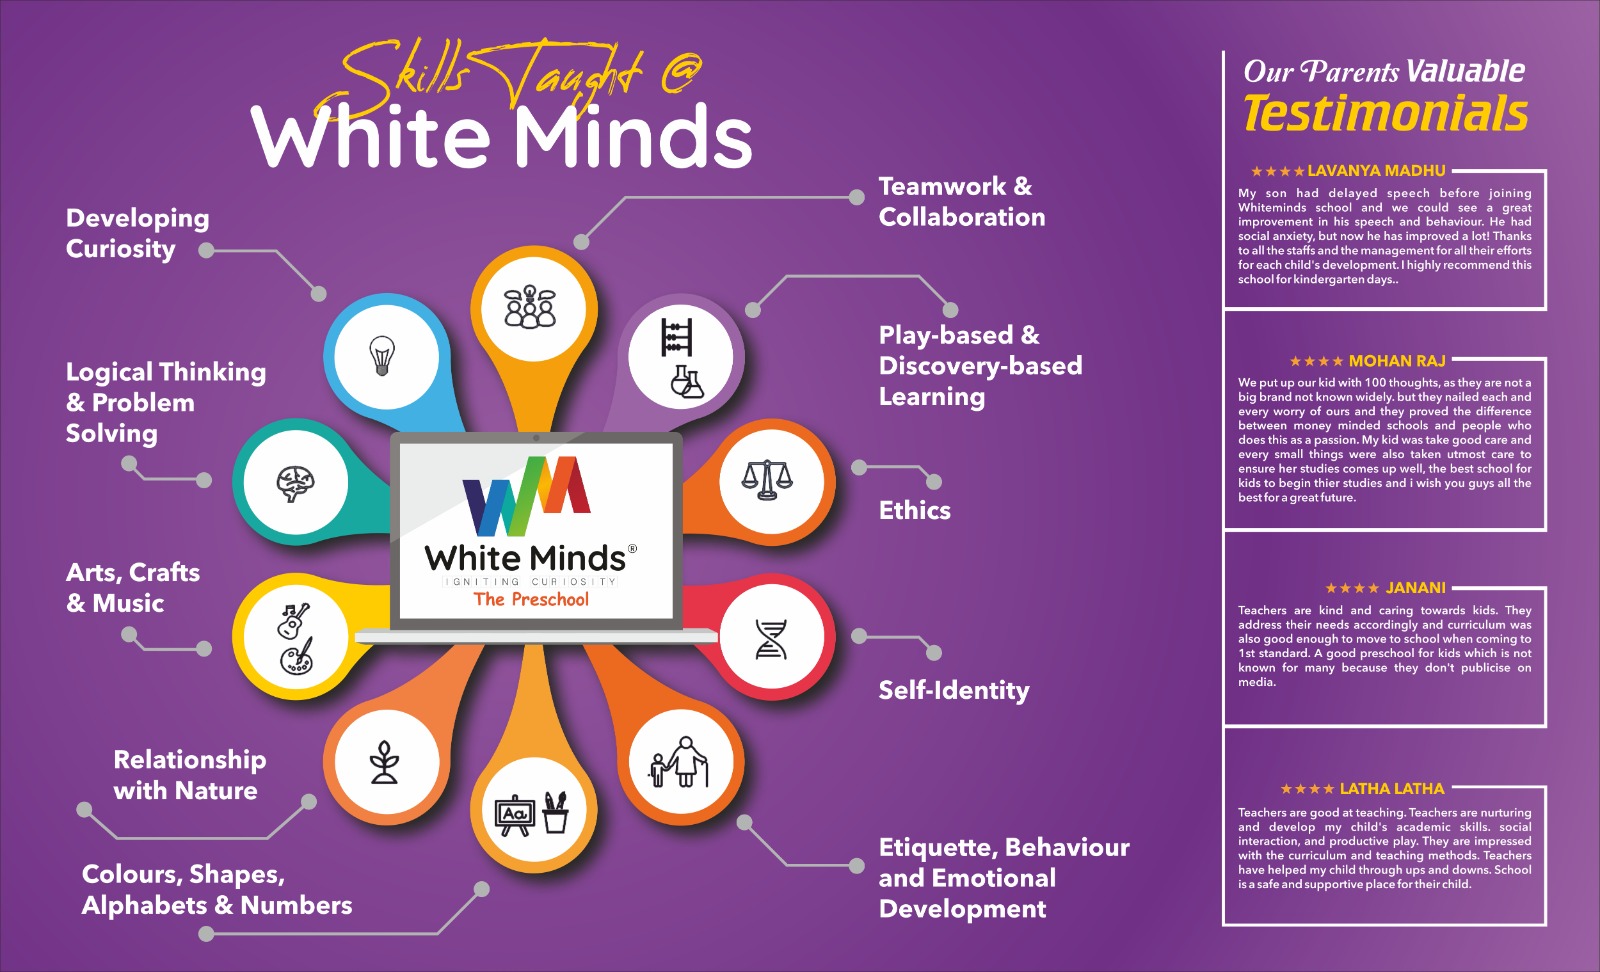 Skills Taught @
White Minds
Developing
Curiosity
Teamwork &
Collaboration
Logical Thinking
& Problem
Solving
Play-based &
Discovery-based
Learning
Ethics
Arts, Crafts
& Music
Self-Identity
Relationship
with Nature
Colours, Shapes,
Alphabets & Numbers
Aa
Etiquette, Behaviour
and Emotional
Development
White Minds®
IGNITING CURIOSITY
The Preschool
Our Parents Valuable
Testimonials
★★★★ LAVANYA MADHU
My son had delayed speech before joining
Whiteminds school and we could see a great
improvement in his speech and behaviour. He had
social anxiety, but now he has improved a lot! Thanks
to all the staffs and the management for all their efforts
for each child's development. I highly recommend this
school for kindergarten days..
★★★★ MOHAN RAJ
We put up our kid with 100 thoughts, as they are not a
big brand not known widely. but they nailed each and
every worry of ours and they proved the difference
between money minded schools and people who
does this as a passion. My kid was take good care and
every small things were also taken utmost care to
ensure her studies comes up well, the best school for
kids to begin thier studies and i wish you guys all the
best for a great future.
★★★★ JANANI
Teachers are kind and caring towards kids. They
address their needs accordingly and curriculum was
also good enough to move to school when coming to
1st standard. A good preschool for kids which is not
known for many because they don't publicise on
media.
★★★★ LATHA LATHA
Teachers are good at teaching. Teachers are nurturing
and develop my child's academic skills. social
interaction, and productive play. They are impressed
with the curriculum and teaching methods. Teachers
have helped my child through ups and downs. School
is a safe and supportive place for their child.